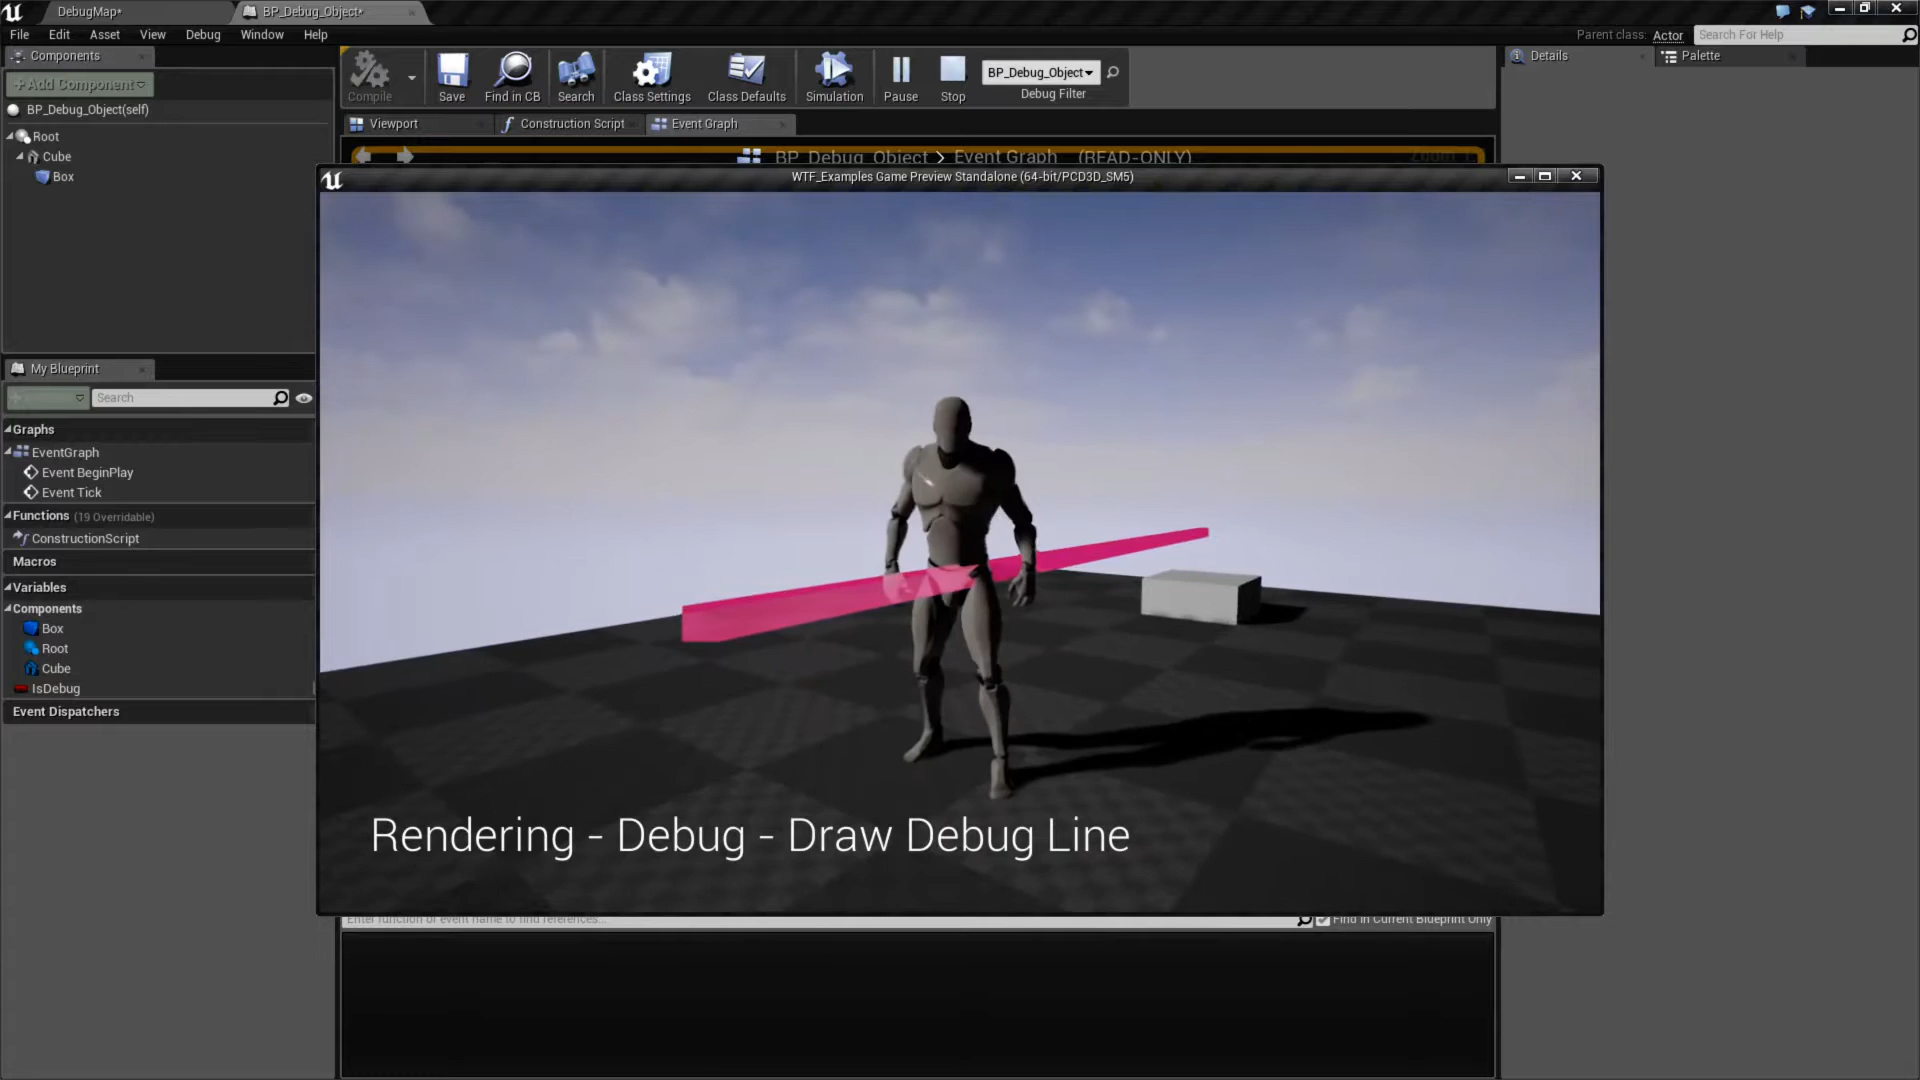 DebugMap*
BP_Debug_Object*
File Edit Asset View Debug Window Help
Parent class: Actor
Search For Help
Components
+Add Component
BP_Debug_Object(self)
Root
Cube
Box
Compile
Save
Find in CB
Search
Class Settings
Class Defaults
Simulation
Pause
Stop
BP_Debug_Object
Debug Filter
Details
Palette
Viewport
Construction Script
Event Graph
BP_Debug_Object > Event Graph (READ-ONLY)
WTF_Examples Game Preview Standalone (64-bit/PCD3D_SM5)
My Blueprint
Search
Graphs
EventGraph
Event BeginPlay
Event Tick
Functions (19 Overridable)
ConstructionScript
Macros
Variables
Components
Box
Root
Cube
IsDebug
Event Dispatchers
Rendering - Debug - Draw Debug Line
Enter function or event name to find references...
Find in Current Blueprint Only